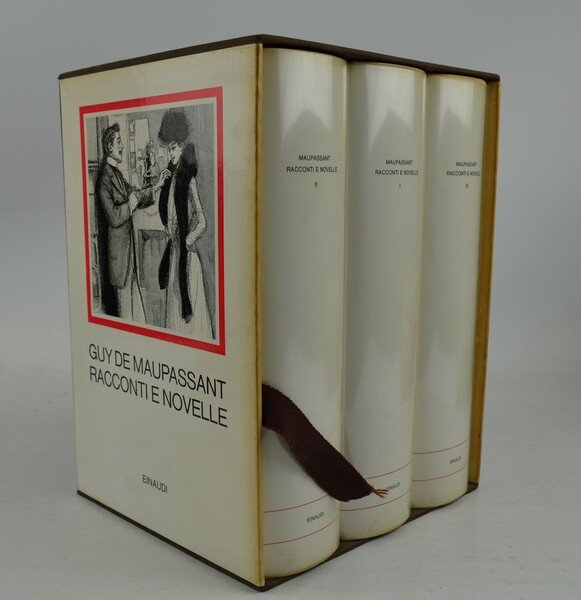 GUY DE MAUPASSANT
RACCONTI E NOVELLE
EINAUDI
MAUPASSANT
RACCONTI E NOVELLE
II
EINAUDI
MAUPASSANT
RACCONTI E NOVELLE
I
EINAUDI
MAUPASSANT
RACCONTI E NOVELLE
III
EINAUDI